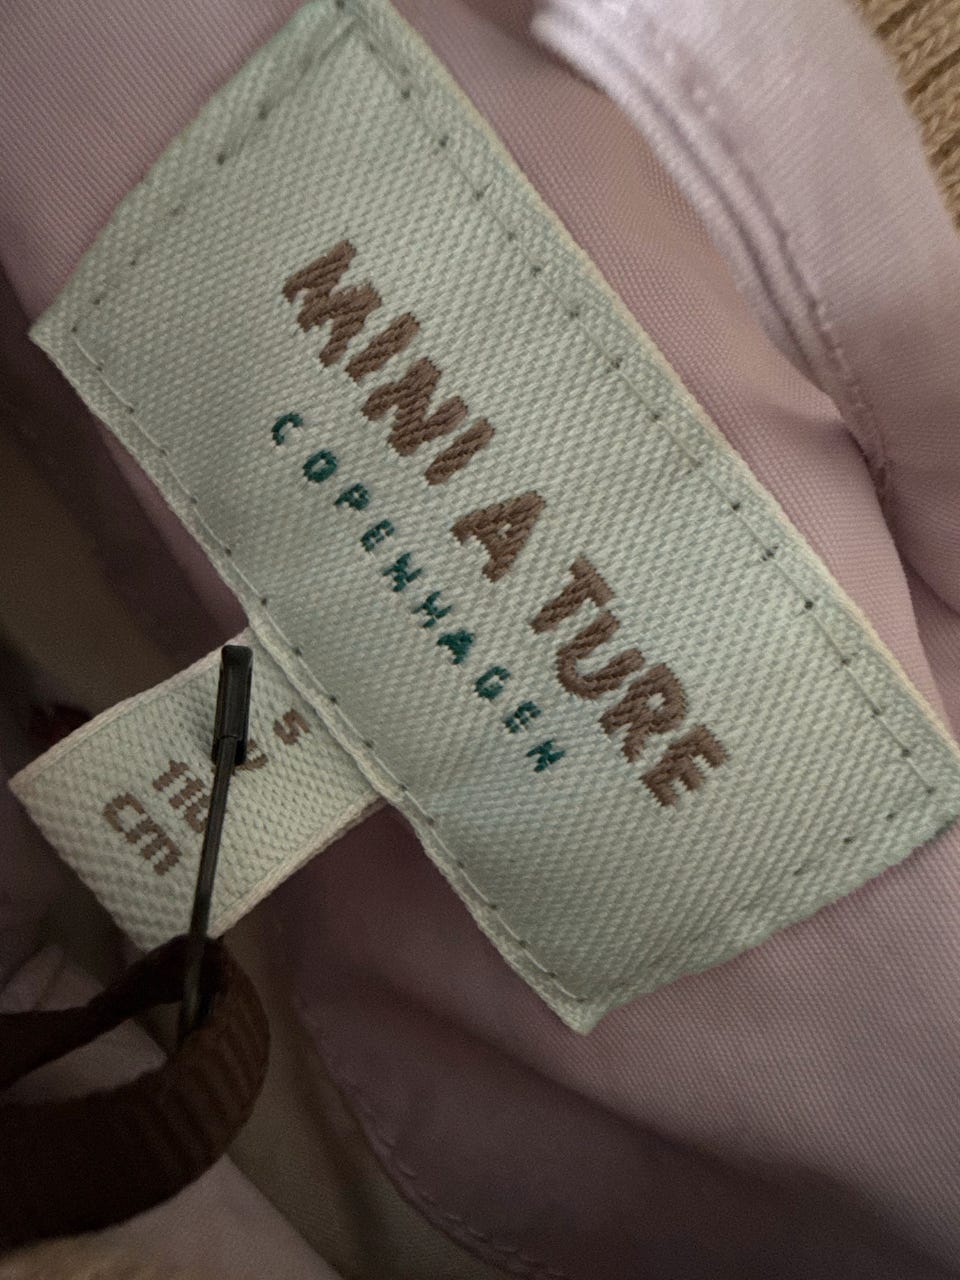 MINI A TURE
COPENHAGEN
5
cm